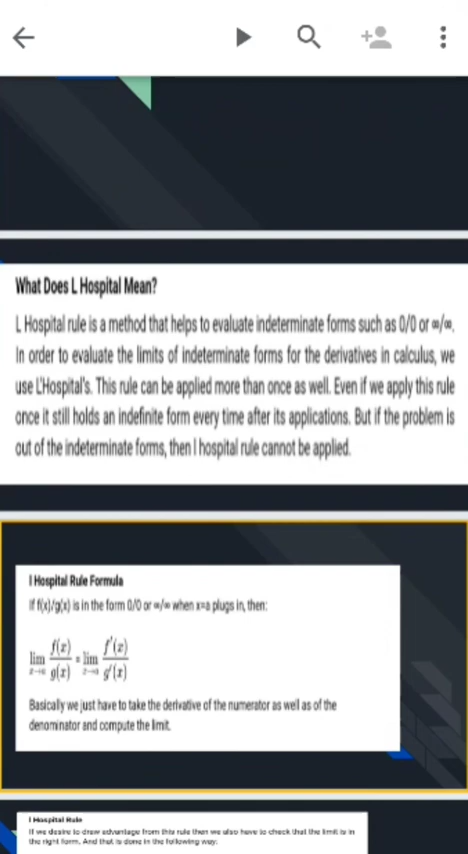 What Does L Hospital Mean?
L Hospital rule is a method that helps to evaluate indeterminate forms such as 0/0 or ∞/∞.
In order to evaluate the limits of indeterminate forms for the derivatives in calculus, we
use L'Hospital's. This rule can be applied more than once as well. Even if we apply this rule
once it still holds an indefinite form every time after its applications. But if the problem is
out of the indeterminate forms, then l hospital rule cannot be applied.
l Hospital Rule Formula
If f(x)/g(x) is in the form 0/0 or ∞/∞ when x=a plugs in, then:
lim x→a f(x)/g(x) = lim x→a f'(x)/g'(x)
Basically we just have to take the derivative of the numerator as well as of the
denominator and compute the limit.
l Hospital Rule
If we desire to draw advantage from this rule then we also have to check that the limit is in
the right form. And that is done in the following way: